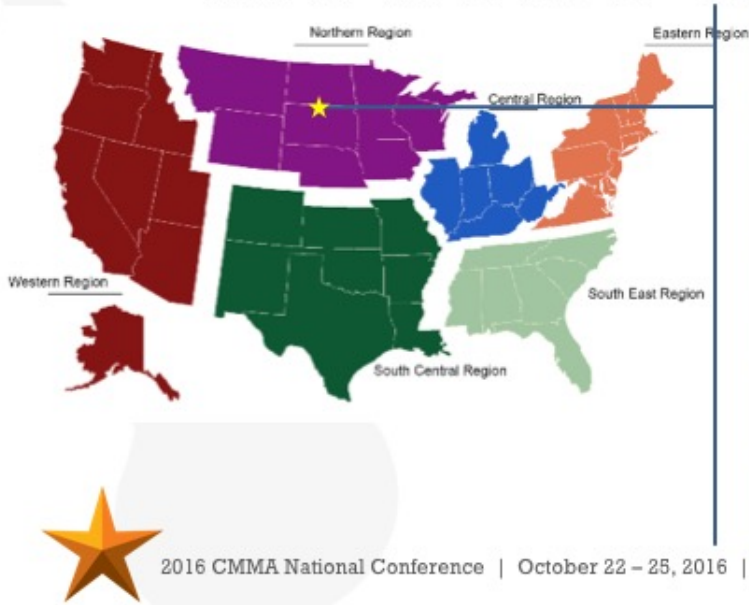 Northern Region
Eastern Region
Central Region
Western Region
South East Region
South Central Region
2016 CMMA National Conference | October 22 – 25, 2016 |